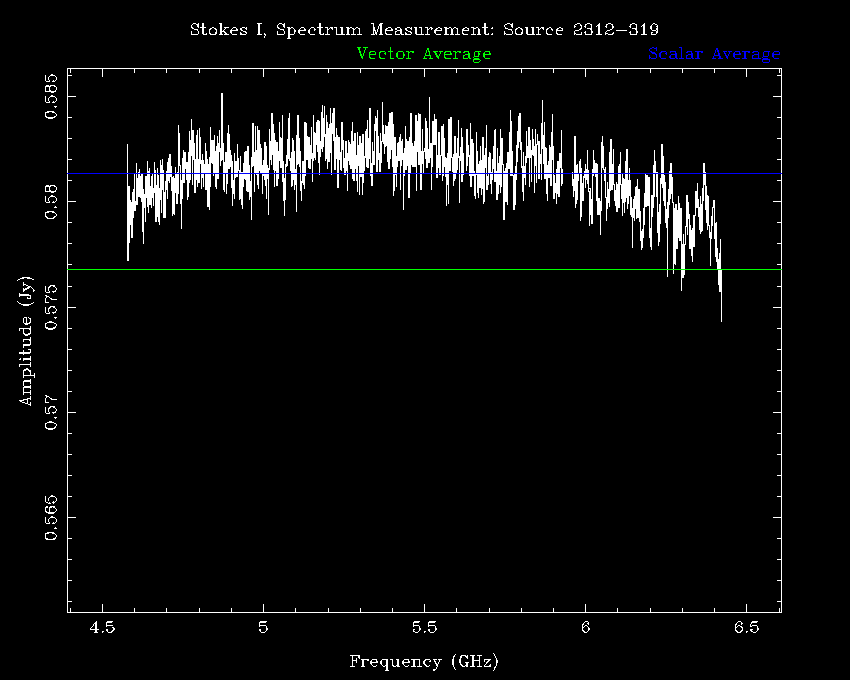 Stokes I, Spectrum Measurement: Source 2312-319
Vector Average
Scalar Average
0.585
0.58
0.575
0.57
0.565
Amplitude (Jy)
4.5
5
5.5
6
6.5
Frequency (GHz)